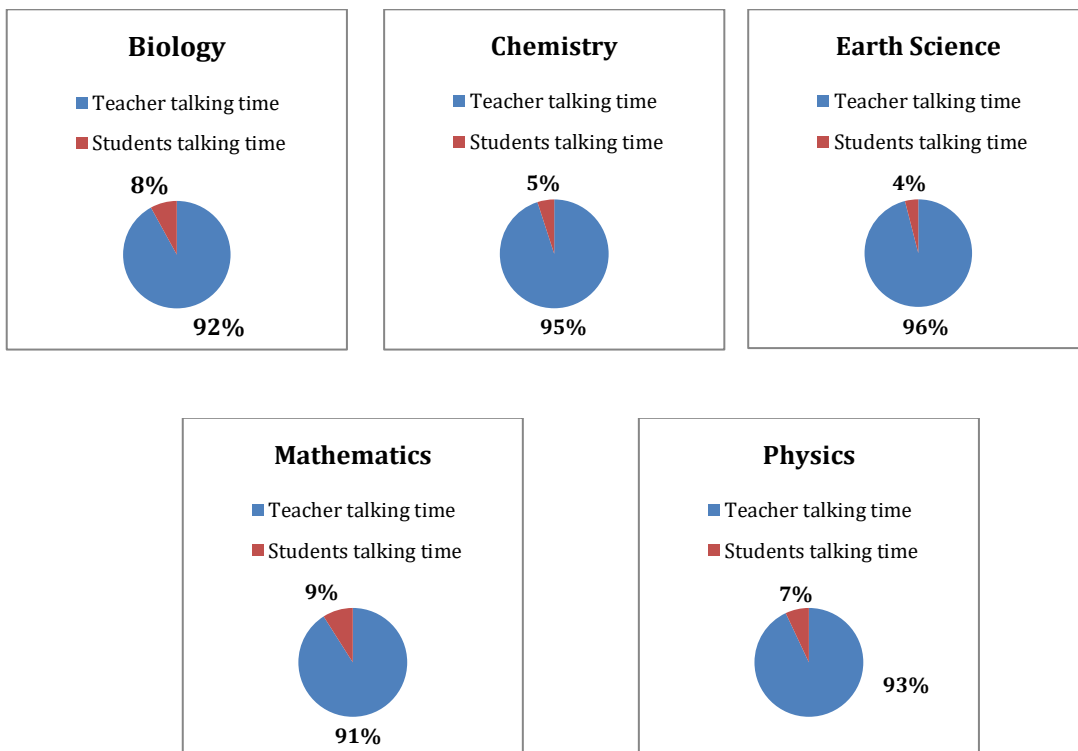 Biology
Teacher talking time
Students talking time
8%
92%
Chemistry
Teacher talking time
Students talking time
5%
95%
Earth Science
Teacher talking time
Students talking time
4%
96%
Mathematics
Teacher talking time
Students talking time
9%
91%
Physics
Teacher talking time
Students talking time
7%
93%